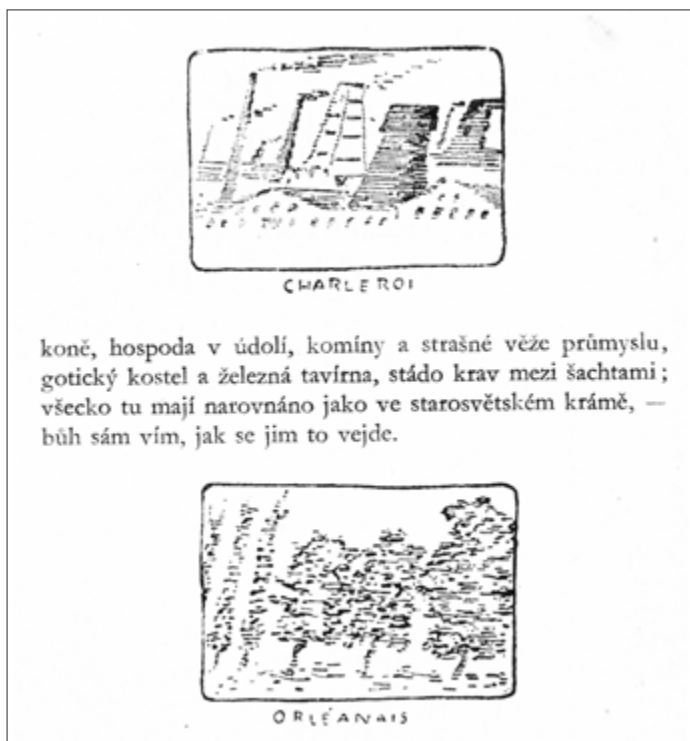 CHARLEROI
koně, hospoda v údolí, komíny a strašné věže průmyslu,
gotický kostel a železná tavírna, stádo krav mezi šachtami;
všecko tu mají narovnáno jako ve starosvětském krámě, —
bůh sám vím, jak se jim to vejde.
ORLÉANAIS